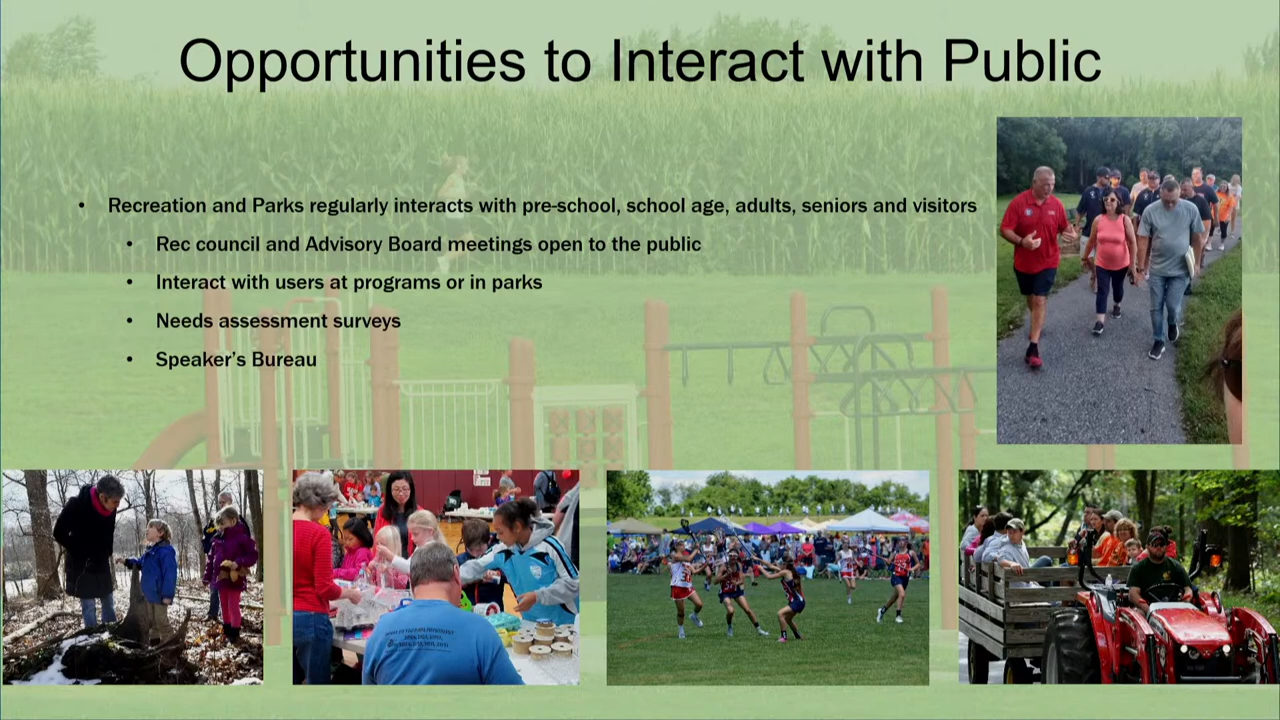 Opportunities to Interact with Public
• Recreation and Parks regularly interacts with pre-school, school age, adults, seniors and visitors
• Rec council and Advisory Board meetings open to the public
• Interact with users at programs or in parks
• Needs assessment surveys
• Speaker’s Bureau